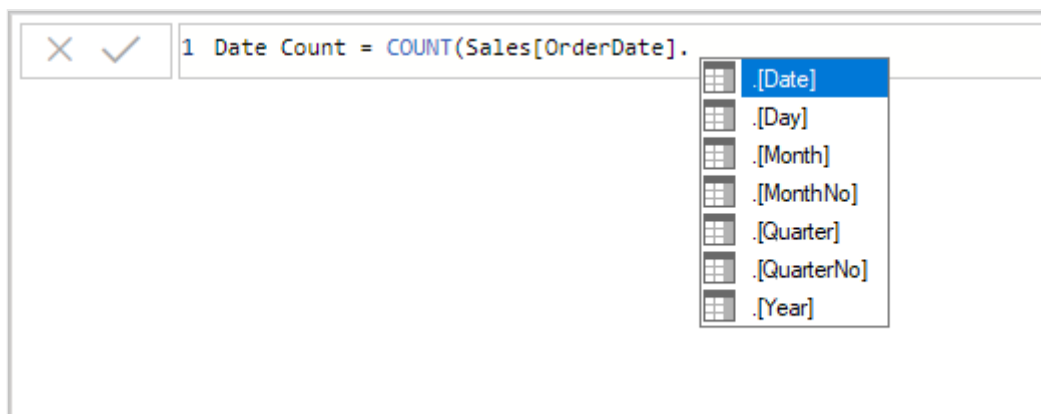 1 Date Count = COUNT(Sales[OrderDate].
.[Date]
.[Day]
.[Month]
.[MonthNo]
.[Quarter]
.[QuarterNo]
.[Year]